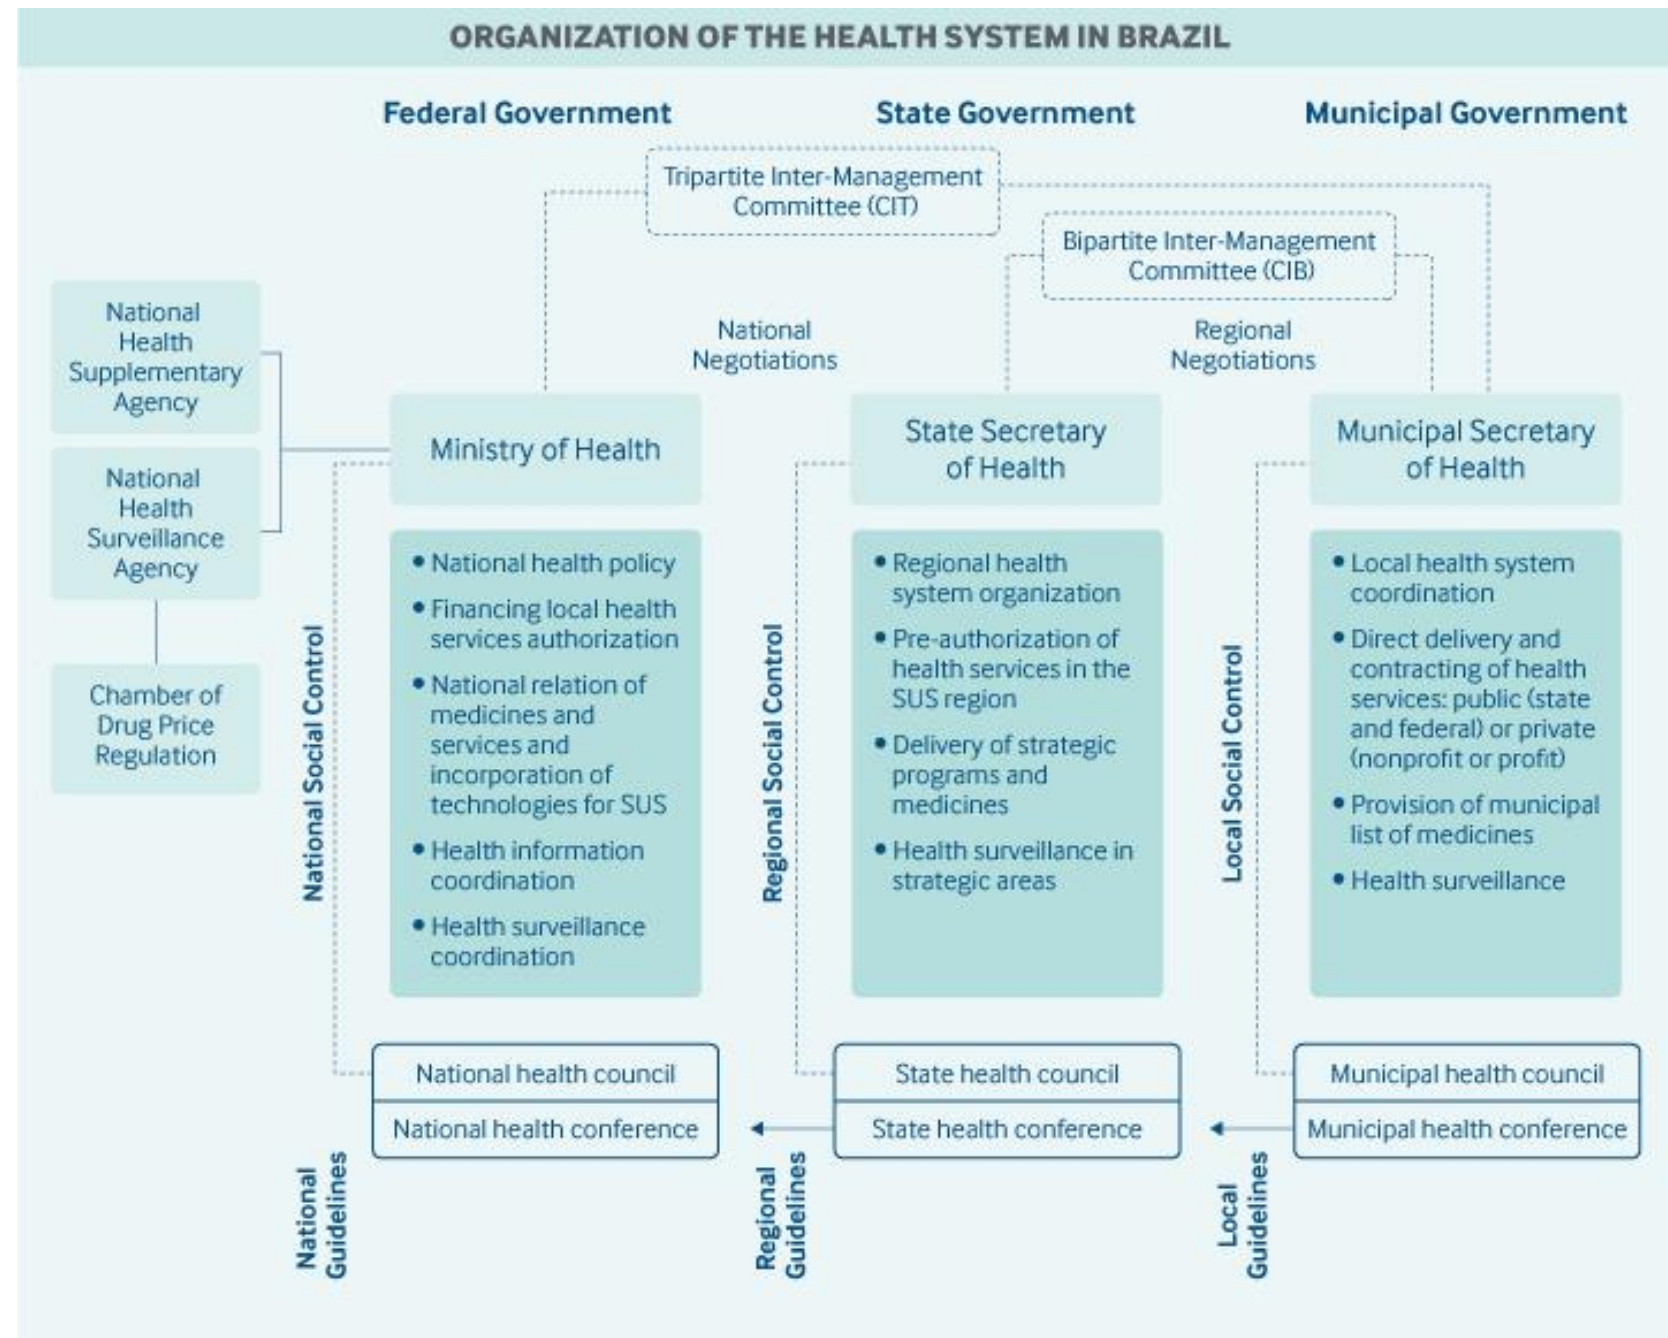 ORGANIZATION OF THE HEALTH SYSTEM IN BRAZIL
Federal Government
State Government
Municipal Government
Tripartite Inter-Management
Committee (CIT)
Bipartite Inter-Management
Committee (CIB)
National
Negotiations
Regional
Negotiations
National
Health
Supplementary
Agency
National
Health
Surveillance
Agency
Chamber of
Drug Price
Regulation
Ministry of Health
• National health policy
• Financing local health
services authorization
• National relation of
medicines and
services and
incorporation of
technologies for SUS
• Health information
coordination
• Health surveillance
coordination
National Social Control
National health council
National health conference
National
Guidelines
State Secretary
of Health
• Regional health
system organization
• Pre-authorization of
health services in the
SUS region
• Delivery of strategic
programs and
medicines
• Health surveillance in
strategic areas
Regional Social Control
State health council
State health conference
Regional
Guidelines
Municipal Secretary
of Health
• Local health system
coordination
• Direct delivery and
contracting of health
services: public (state
and federal) or private
(nonprofit or profit)
• Provision of municipal
list of medicines
• Health surveillance
Local Social Control
Municipal health council
Municipal health conference
Local
Guidelines